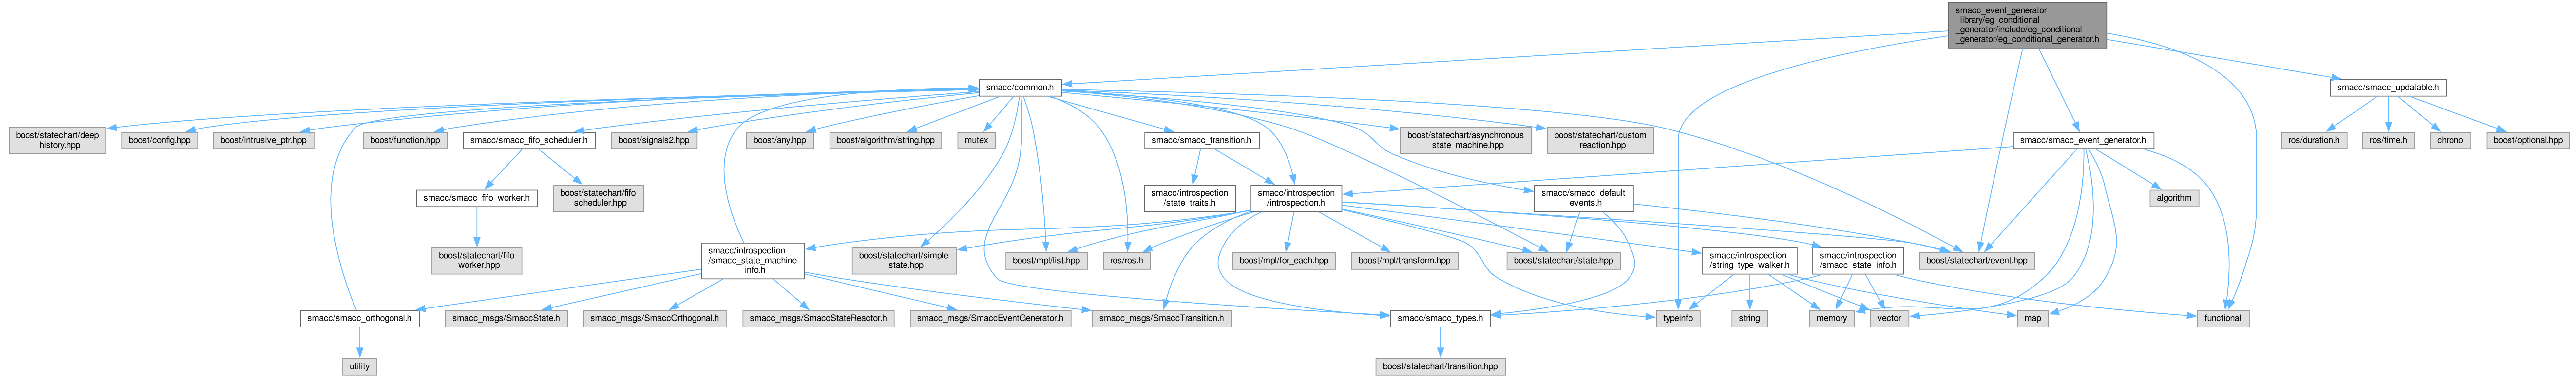 smacc_event_generator
_library/eg_conditional
_generator/include/eg_conditional
_generator/eg_conditional_generator.h
smacc/common.h
smacc/smacc_updatable.h
boost/statechart/deep
_history.hpp
boost/config.hpp
boost/intrusive_ptr.hpp
boost/function.hpp
smacc/smacc_fifo_scheduler.h
boost/signals2.hpp
boost/any.hpp
boost/algorithm/string.hpp
mutex
smacc/smacc_transition.h
boost/statechart/asynchronous
_state_machine.hpp
boost/statechart/custom
_reaction.hpp
smacc/smacc_event_generator.h
ros/duration.h
ros/time.h
chrono
boost/optional.hpp
smacc/smacc_fifo_worker.h
boost/statechart/fifo
_scheduler.hpp
smacc/introspection
/state_traits.h
smacc/introspection
/introspection.h
smacc/smacc_default
_events.h
algorithm
boost/statechart/fifo
_worker.hpp
smacc/introspection
/smacc_state_machine
_info.h
boost/statechart/simple
_state.hpp
boost/mpl/list.hpp
ros/ros.h
boost/mpl/for_each.hpp
boost/mpl/transform.hpp
boost/statechart/state.hpp
smacc/introspection
/string_type_walker.h
smacc/introspection
/smacc_state_info.h
boost/statechart/event.hpp
smacc/smacc_orthogonal.h
smacc_msgs/SmaccState.h
smacc_msgs/SmaccOrthogonal.h
smacc_msgs/SmaccStateReactor.h
smacc_msgs/SmaccEventGenerator.h
smacc_msgs/SmaccTransition.h
smacc/smacc_types.h
typeinfo
string
memory
vector
map
functional
utility
boost/statechart/transition.hpp